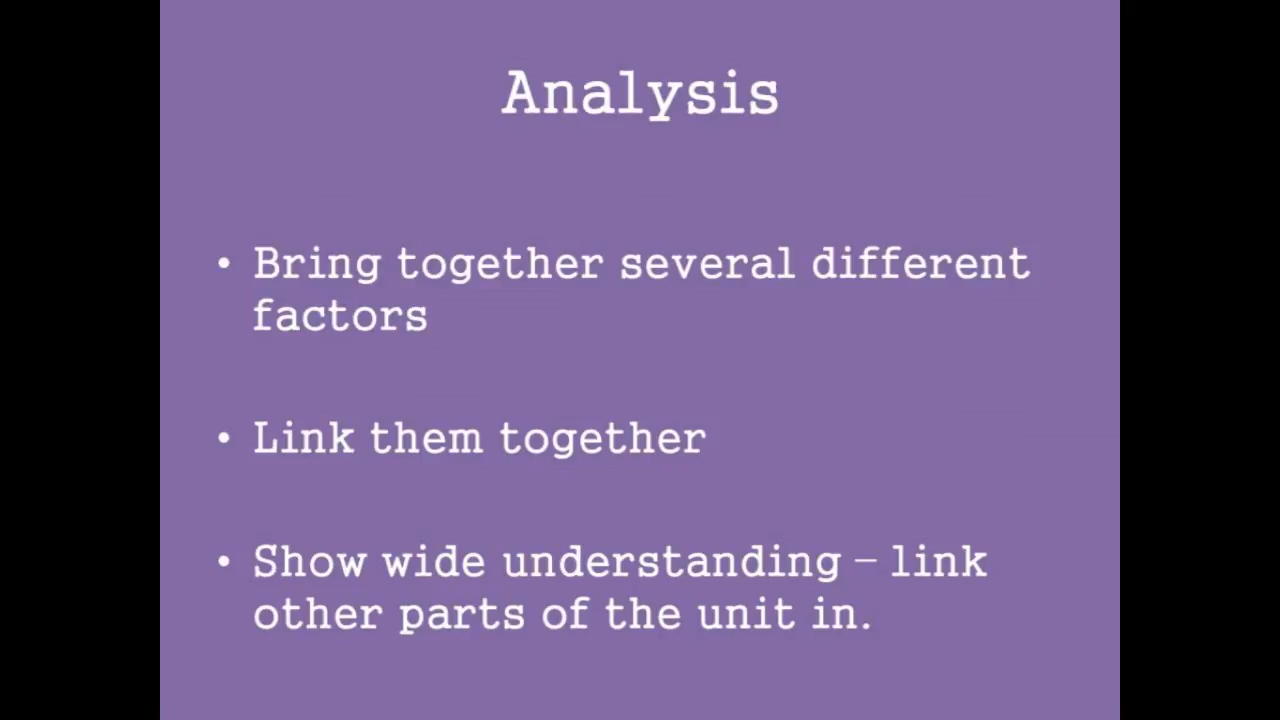 Analysis
• Bring together several different
factors
• Link them together
• Show wide understanding – link
other parts of the unit in.